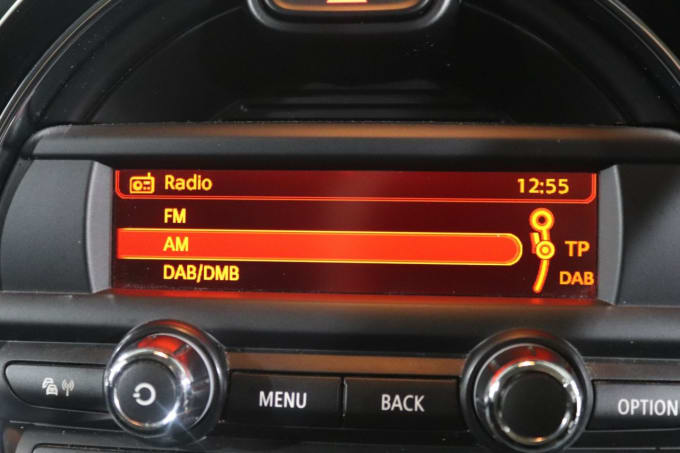 Radio 12:55
FM
AM
TP
DAB/DMB
DAB
MENU
BACK
OPTION